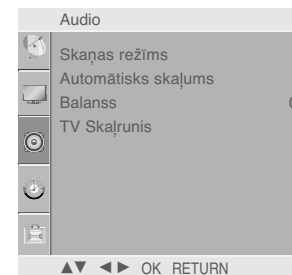 Audio
Skaņas režīms
Automātisks skaļums
Balanss
TV Skaļrunis
▲▼ ◄► OK RETURN